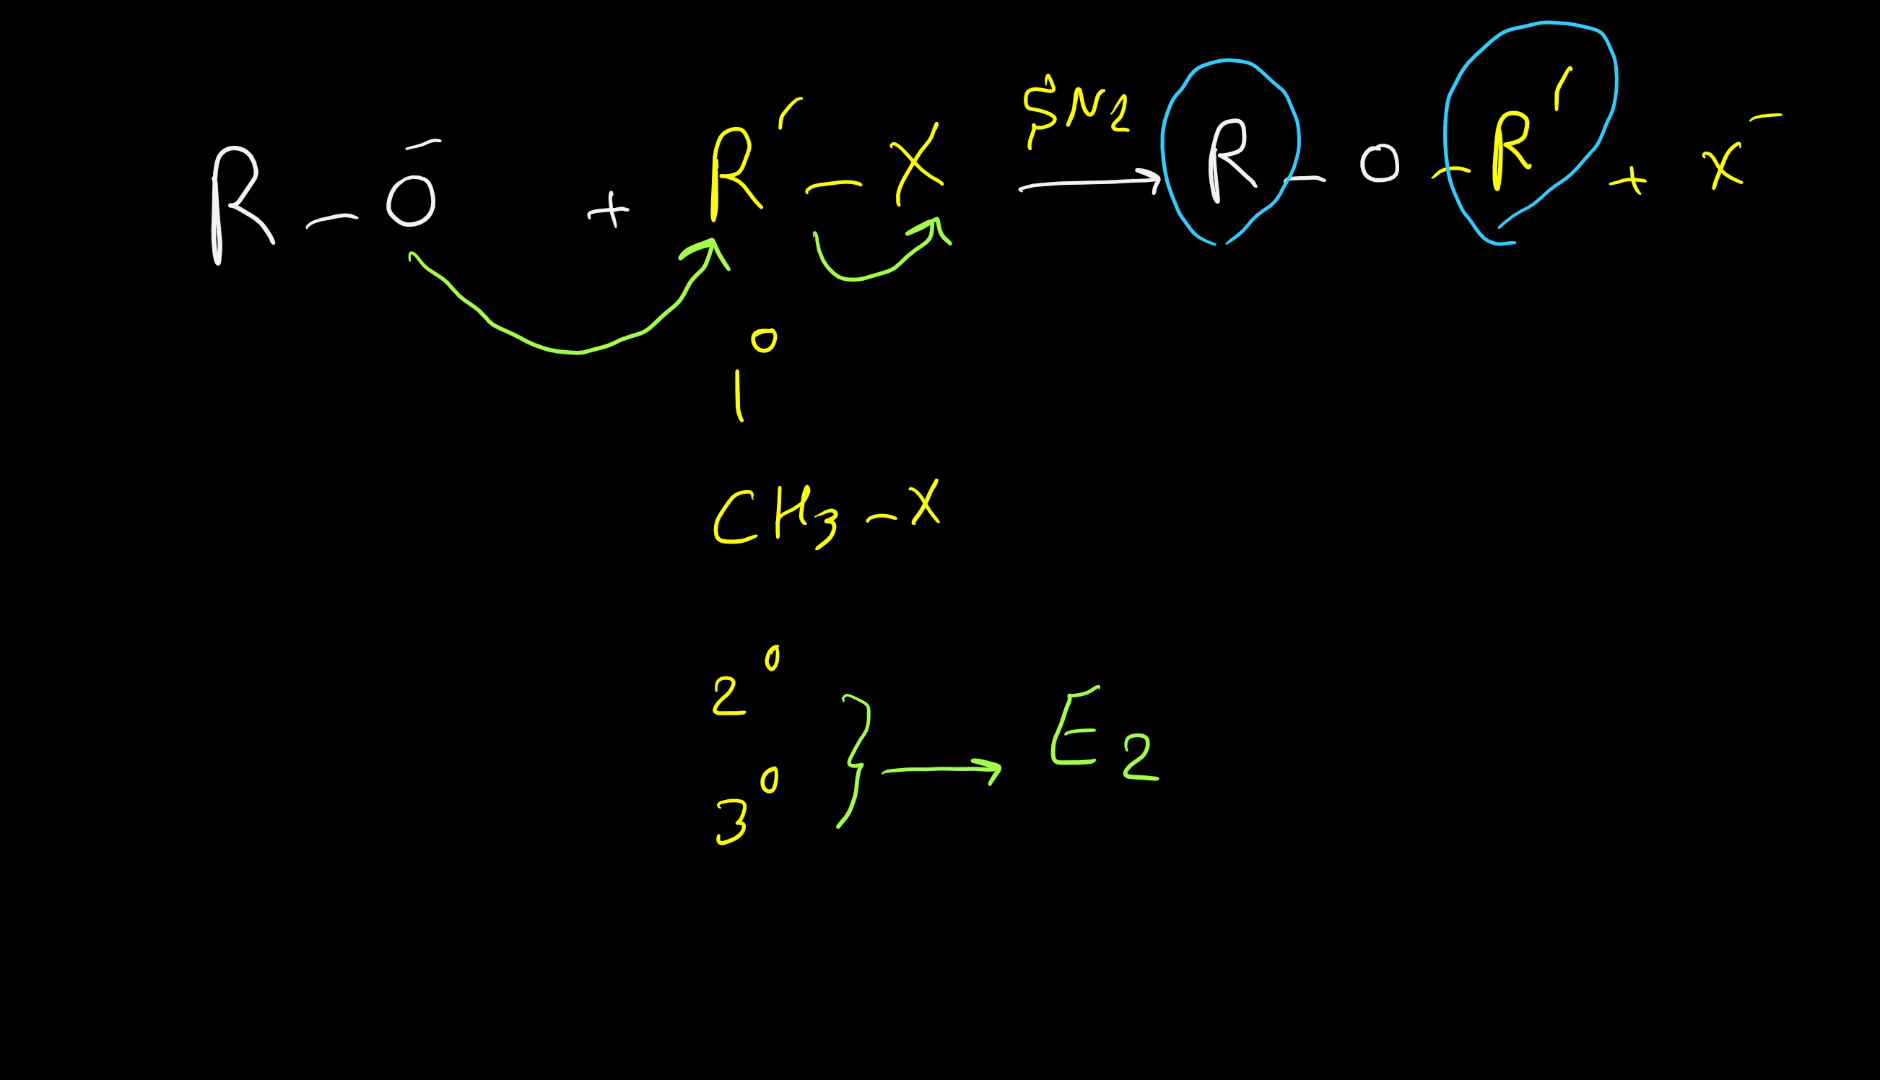 R - O⁻ + R' - X SN2 → R - O - R' + X⁻
1°
CH3 - X
2°
3° } → E2